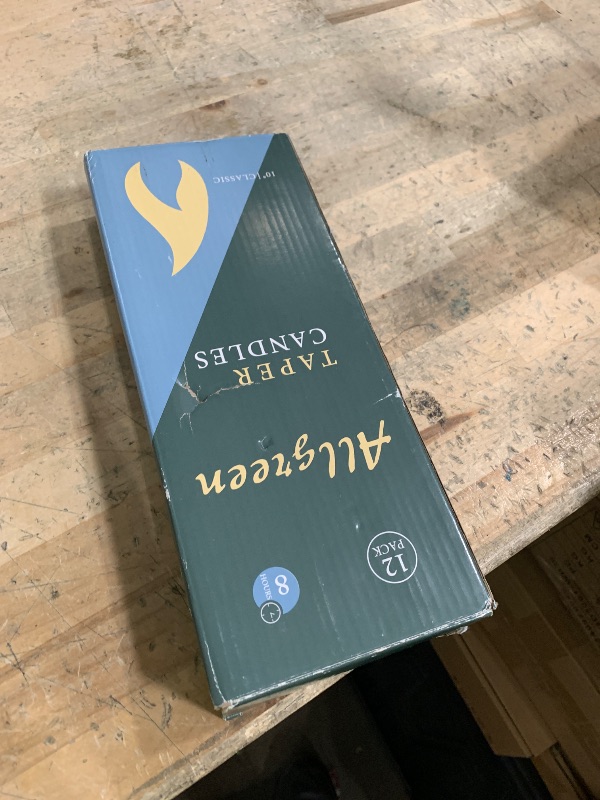 12
PACK
8
HOURS
Allgreen
TAPER
CANDLES
10" | CLASSIC